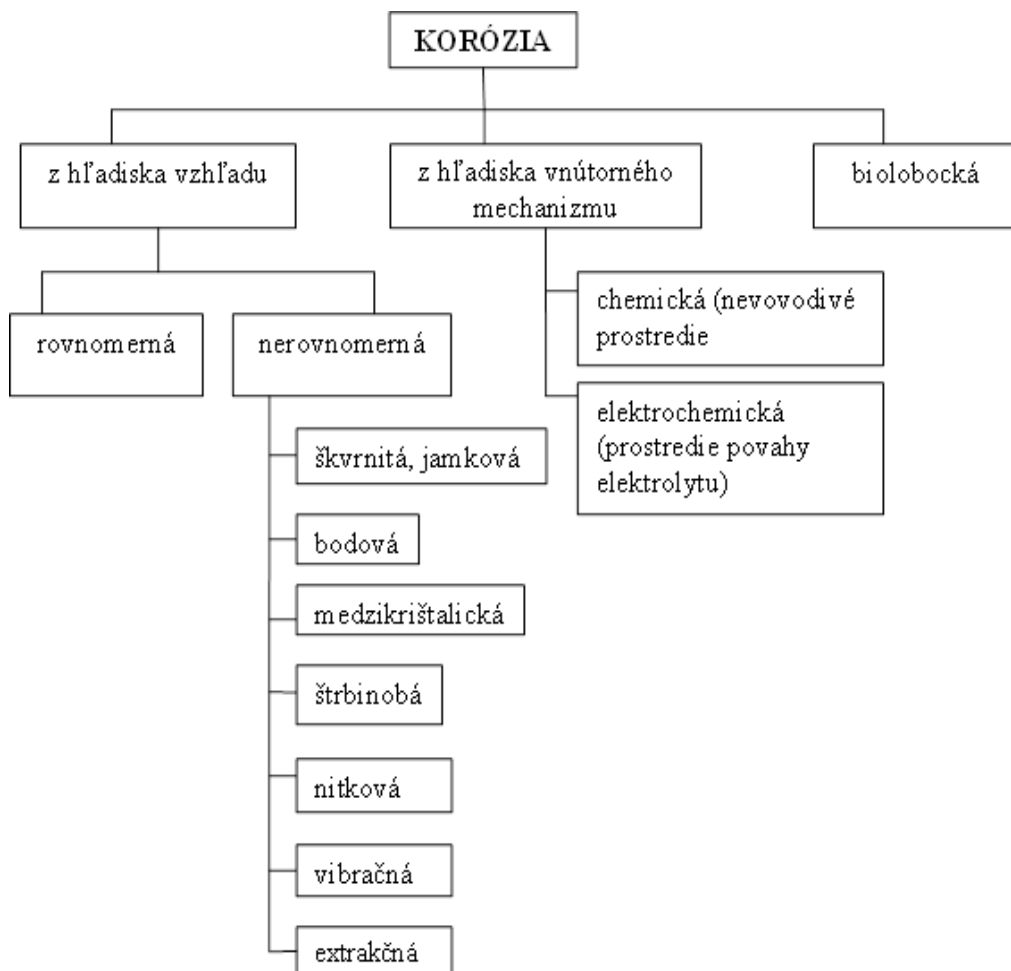 KORÓZIA
z hľadiska vzhľadu
z hľadiska vnútorného
mechanizmu
biolobocká
rovnomerná
nerovnomerná
chemická (nevovodivé
prostredie
elektrochemická
(prostredie povahy
elektrolytu)
škvrnitá, jamková
bodová
medzikrištalická
štrbinobá
nitková
vibračná
extrakčná